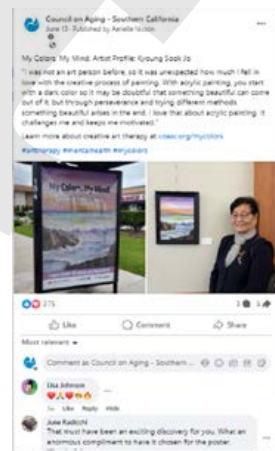 Council on Aging - Southern California
June 13 · Published by
My Colors, My Mind. Artist Profile: Kyoung Sook Jo
"I was not an art person before, so it was unexpected how much I fell in
love with the creative process of painting. With acrylic painting, you start
with a dark color so it may be doubtful that something beautiful can come
out of it, but through perseverance and trying different methods
something beautiful arises in the end. I love that about acrylic painting. It
challenges me and keeps me motivated."
Learn more about creative art therapy at
#arttherapy #mentalhealth #mycolors
My Colors, My Mind
275
3
5
Like
Comment
Share
Most relevant
Comment as Council on Aging - Southern ...
Lisa Johnson
Like Reply Hide
June
That must have been an exciting discovery for you. What an
enormous compliment to have it chosen for the poster.